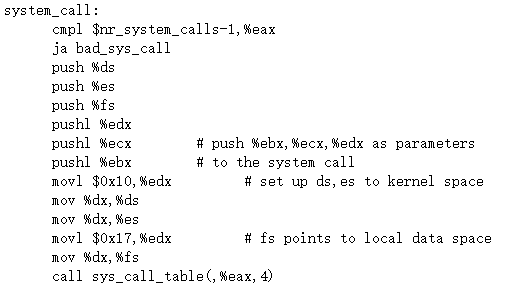 system_call:
cmpl $nr_system_calls-1,%eax
ja bad_sys_call
push %ds
push %es
push %fs
pushl %edx
pushl %ecx # push %ebx,%ecx,%edx as parameters
pushl %ebx # to the system call
movl $0x10,%edx # set up ds,es to kernel space
mov %dx,%ds
mov %dx,%es
movl $0x17,%edx # fs points to local data space
mov %dx,%fs
call sys_call_table(,%eax,4)